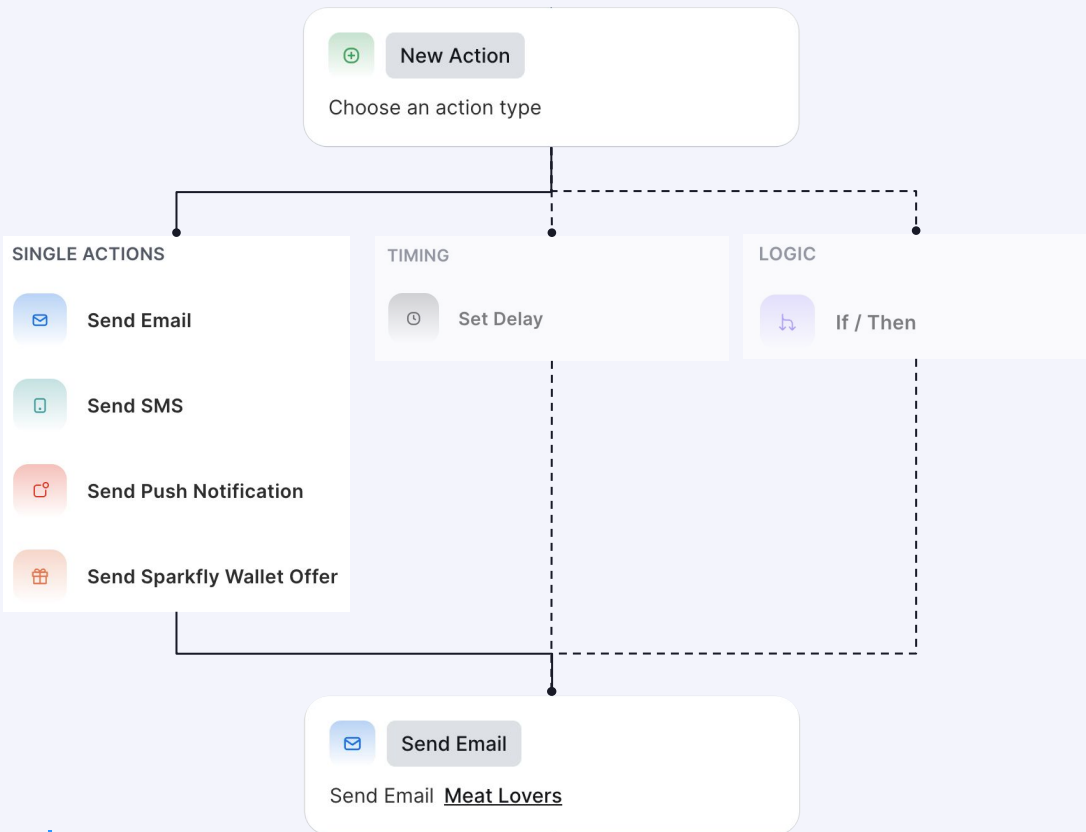 New Action
Choose an action type
SINGLE ACTIONS
Send Email
Send SMS
Send Push Notification
Send Sparkfly Wallet Offer
TIMING
Set Delay
LOGIC
If / Then
Send Email
Send Email Meat Lovers